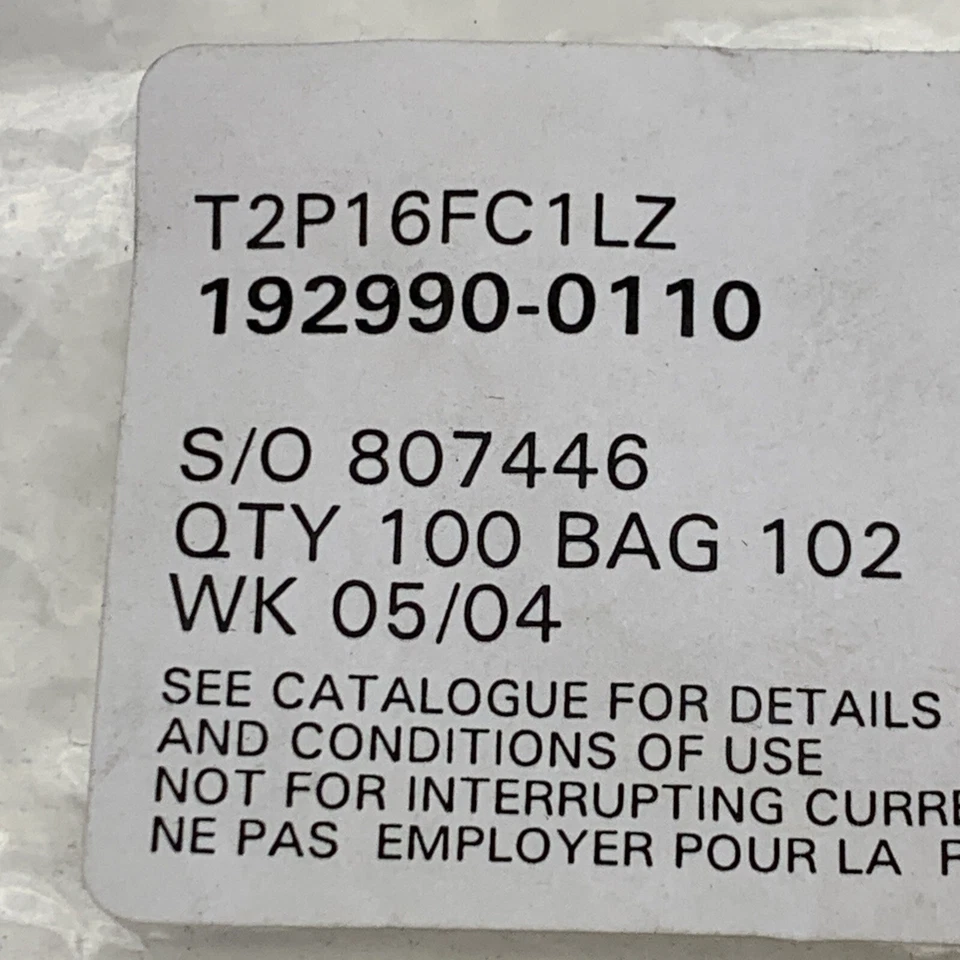 T2P16FC1LZ
192990-0110
S/O 807446
QTY 100 BAG 102
WK 05/04
SEE CATALOGUE FOR DETAILS
AND CONDITIONS OF USE
NOT FOR INTERRUPTING
NE PAS EMPLOYER POUR LA